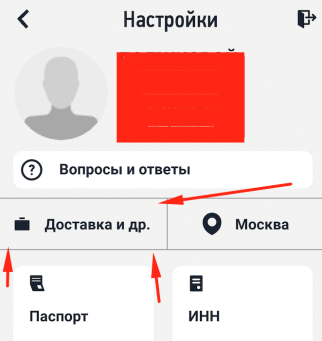 Настройки
Вопросы и ответы
Доставка и др.
Москва
Паспорт
ИНН